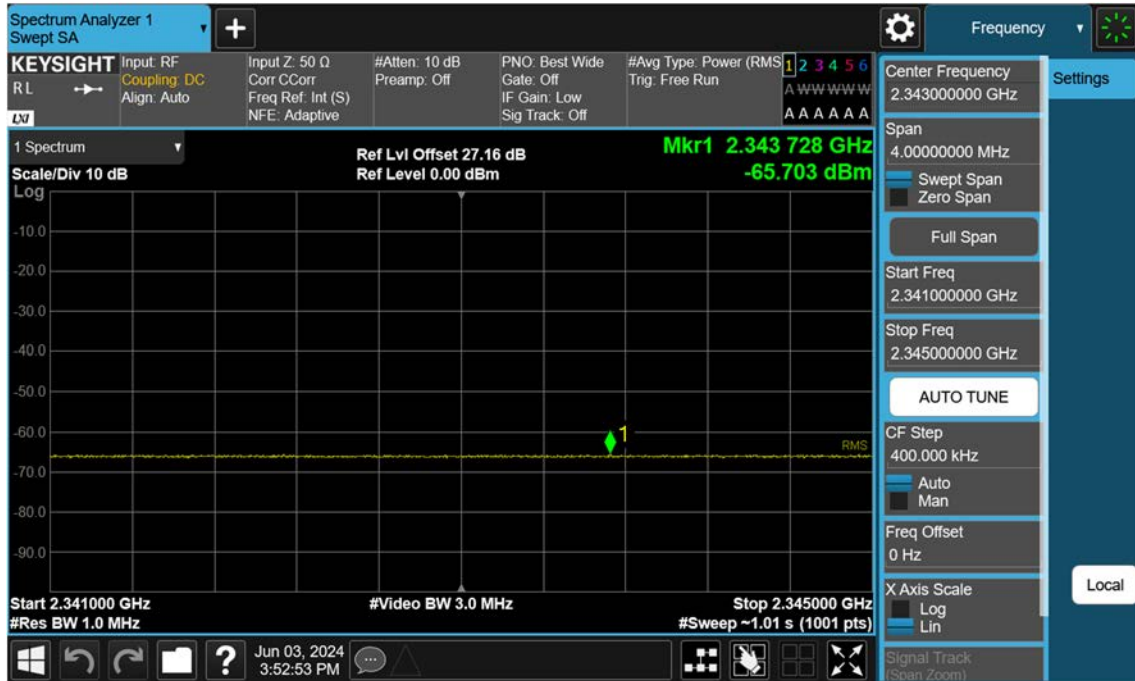 Spectrum Analyzer 1
Swept SA
Frequency
KEYSIGHT
R L
LXI
Input: RF
Coupling: DC
Align: Auto
Input Z: 50 Ω
Corr CCorr
Freq Ref: Int (S)
NFE: Adaptive
#Atten: 10 dB
Preamp: Off
PNO: Best Wide
Gate: Off
IF Gain: Low
Sig Track: Off
#Avg Type: Power (RMS
Trig: Free Run
1 2 3 4 5 6
A W W W W W
A A A A A A
1 Spectrum
Scale/Div 10 dB
Log
Ref Lvl Offset 27.16 dB
Ref Level 0.00 dBm
Mkr1 2.343 728 GHz
-65.703 dBm
-10.0
-20.0
-30.0
-40.0
-50.0
-60.0
-70.0
-80.0
-90.0
1
RMS
Start 2.341000 GHz
#Res BW 1.0 MHz
#Video BW 3.0 MHz
Stop 2.345000 GHz
#Sweep ~1.01 s (1001 pts)
Jun 03, 2024
3:52:53 PM
?
Center Frequency
2.343000000 GHz
Span
4.00000000 MHz
Swept Span
Zero Span
Full Span
Start Freq
2.341000000 GHz
Stop Freq
2.345000000 GHz
AUTO TUNE
CF Step
400.000 kHz
Auto
Man
Freq Offset
0 Hz
X Axis Scale
Log
Lin
Signal Track
(Span Zoom)
Settings
Local